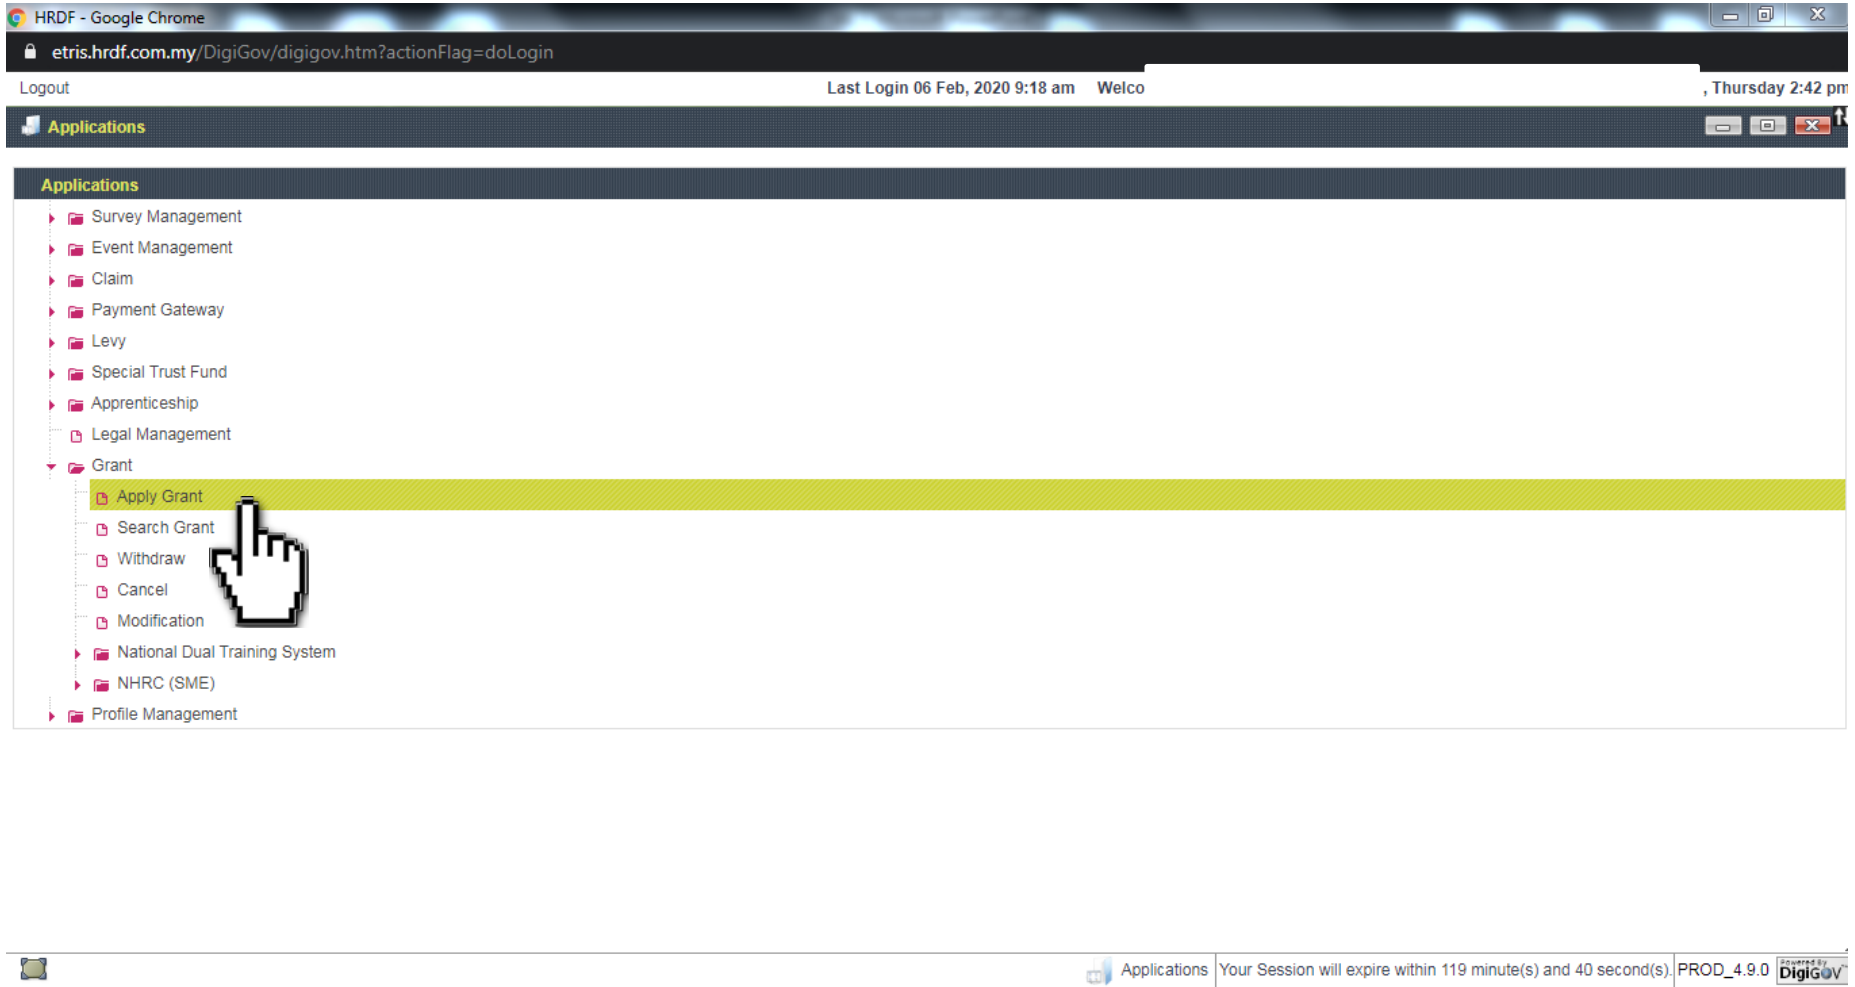 HRDF - Google Chrome
etris.hrdf.com.my/DigiGov/digigov.htm?actionFlag=doLogin
Logout Last Login 06 Feb, 2020 9:18 am Welco , Thursday 2:42 pm
Applications
Applications
Survey Management
Event Management
Claim
Payment Gateway
Levy
Special Trust Fund
Apprenticeship
Legal Management
Grant
Apply Grant
Search Grant
Withdraw
Cancel
Modification
National Dual Training System
NHRC (SME)
Profile Management
Applications Your Session will expire within 119 minute(s) and 40 second(s). PROD_4.9.0 Powered By DigiGov